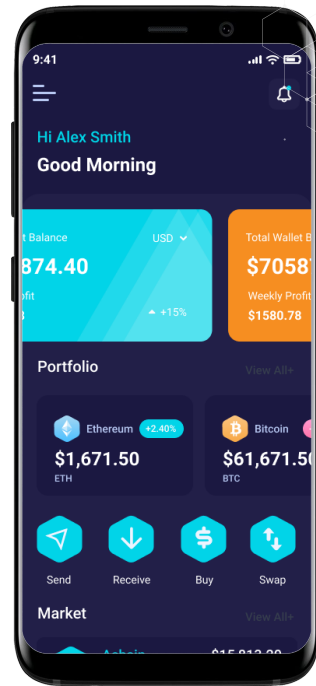 9:41
Hi Alex Smith
Good Morning
t Balance USD
874.40
ofit
+15%
Total Wallet B
$7058
Weekly Profit
$1580.78
Portfolio View All+
Ethereum +2.40%
$1,671.50
ETH
Bitcoin
$61,671.50
BTC
Send Receive Buy Swap
Market View All+